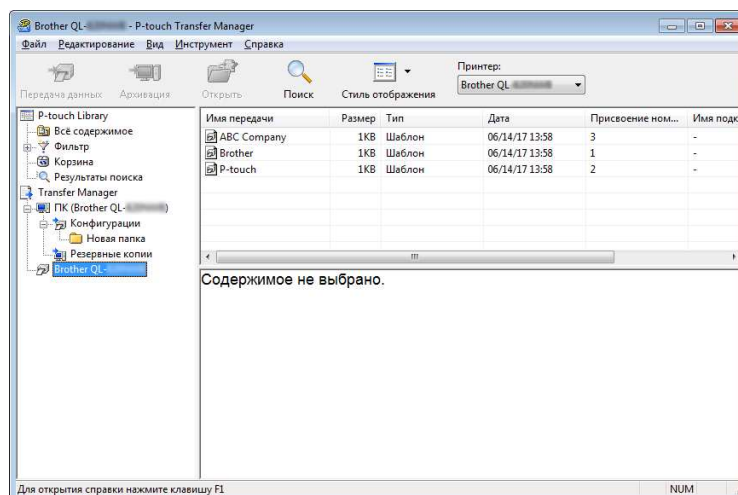 Brother QL- - P-touch Transfer Manager
Файл Редактирование Вид Инструмент Справка
Передача данных Архивация Открыть Поиск Стиль отображения
Принтер:
Brother QL
P-touch Library
Всё содержимое
Фильтр
Корзина
Результаты поиска
Transfer Manager
ПК (Brother QL- )
Конфигурации
Новая папка
Резервные копии
Brother QL-
Имя передачи Размер Тип Дата Присвоение ном... Имя подк
ABC Company 1KB Шаблон 06/14/17 13:58 3 -
Brother 1KB Шаблон 06/14/17 13:58 1 -
P-touch 1KB Шаблон 06/14/17 13:58 2 -
Содержимое не выбрано.
Для открытия справки нажмите клавишу F1
NUM